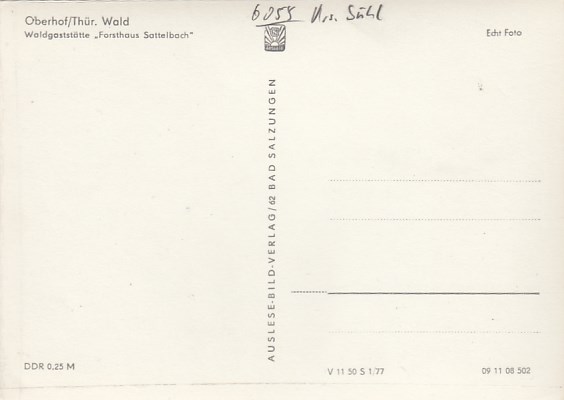 6055 Krs. Suhl
Oberhof/Thür. Wald
Waldgaststätte „Forsthaus Sattelbach"
Echt Foto
AUSLESE-BILD-VERLAG/62 BAD SALZUNGEN
DDR 0,25 M
V 11 50 S 1/77
09 11 08 502